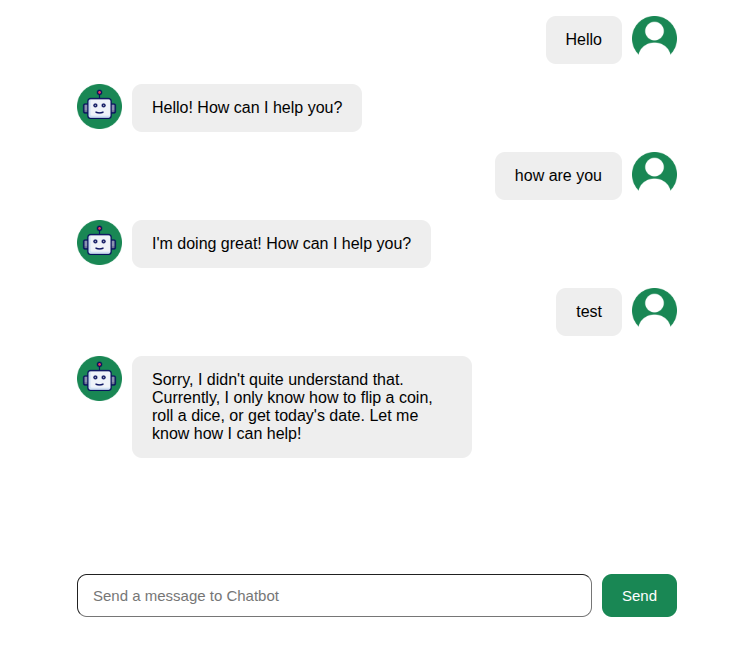 Hello
Hello! How can I help you?
how are you
I'm doing great! How can I help you?
test
Sorry, I didn't quite understand that.
Currently, I only know how to flip a coin,
roll a dice, or get today's date. Let me
know how I can help!
Send a message to Chatbot
Send